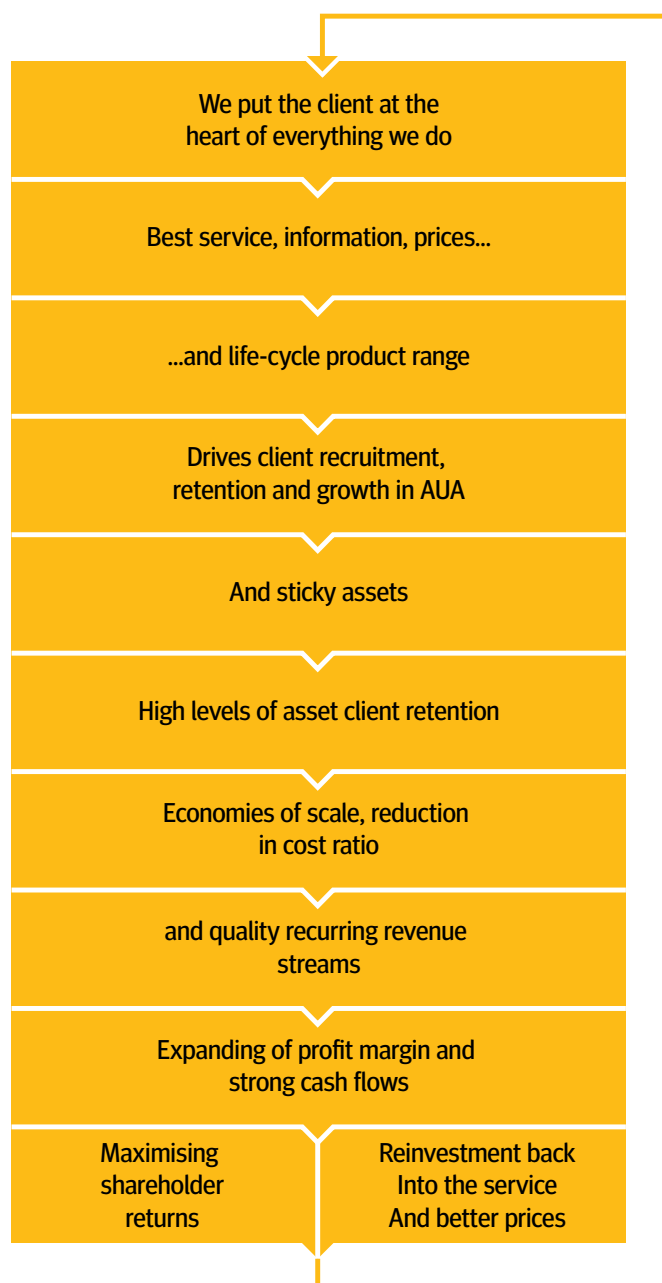 We put the client at the
heart of everything we do
Best service, information, prices...
...and life-cycle product range
Drives client recruitment,
retention and growth in AUA
And sticky assets
High levels of asset client retention
Economies of scale, reduction
in cost ratio
and quality recurring revenue
streams
Expanding of profit margin and
strong cash flows
Maximising
shareholder
returns
Reinvestment back
Into the service
And better prices